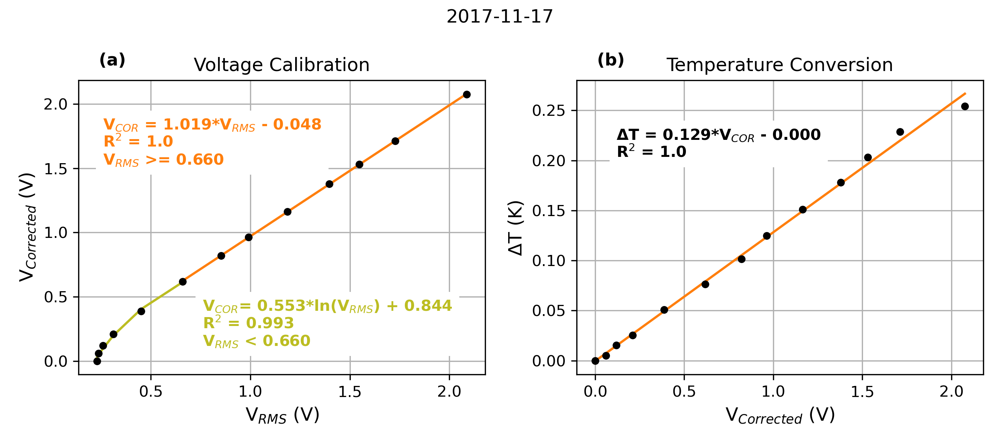 2017-11-17
(a)
Voltage Calibration
V_Corrected (V)
2.0
1.5
1.0
0.5
0.0
V_COR = 1.019*V_RMS - 0.048
R² = 1.0
V_RMS >= 0.660
V_COR= 0.553*ln(V_RMS) + 0.844
R² = 0.993
V_RMS < 0.660
0.5 1.0 1.5 2.0
V_RMS (V)
(b)
Temperature Conversion
ΔT (K)
0.25
0.20
0.15
0.10
0.05
0.00
ΔT = 0.129*V_COR - 0.000
R² = 1.0
0.0 0.5 1.0 1.5 2.0
V_Corrected (V)